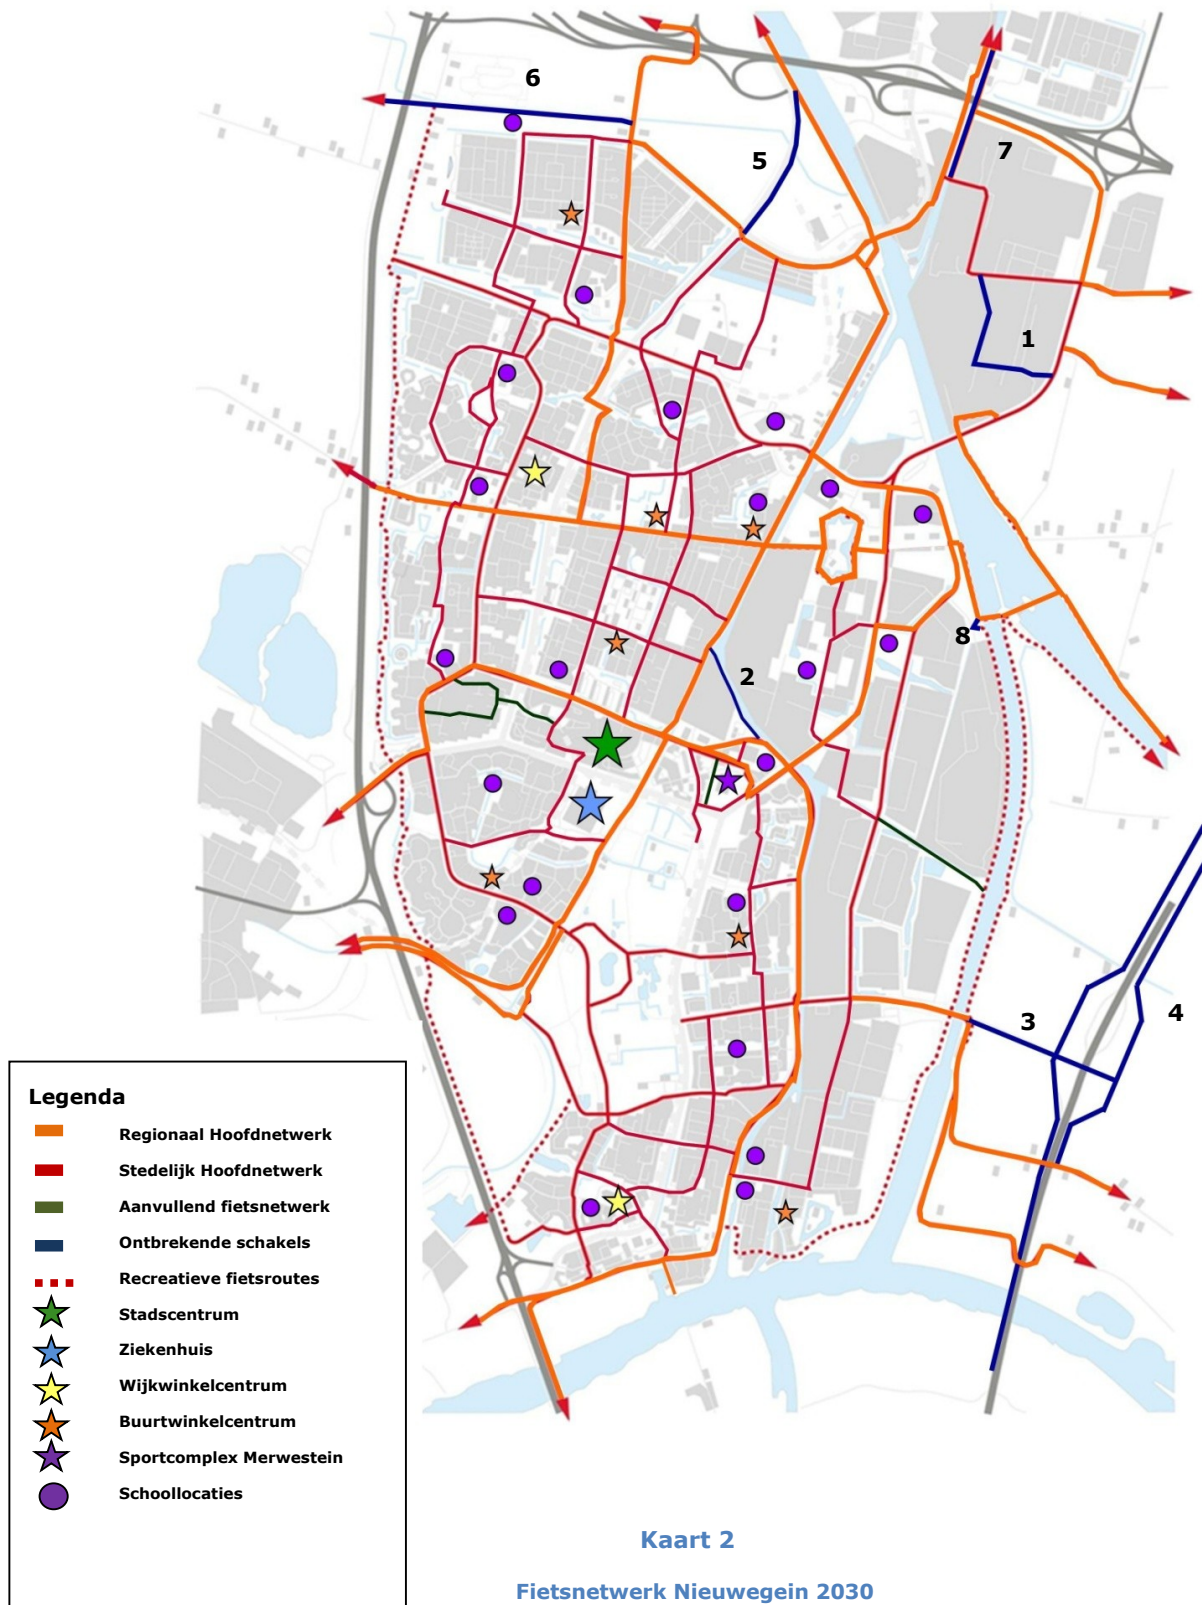 6
5
7
1
2
8
3
4
Legenda
Regionaal Hoofdnetwerk
Stedelijk Hoofdnetwerk
Aanvullend fietsnetwerk
Ontbrekende schakels
Recreatieve fietsroutes
Stadscentrum
Ziekenhuis
Wijkwinkelcentrum
Buurtwinkelcentrum
Sportcomplex Merwestein
Schoollocaties
Kaart 2
Fietsnetwerk Nieuwegein 2030